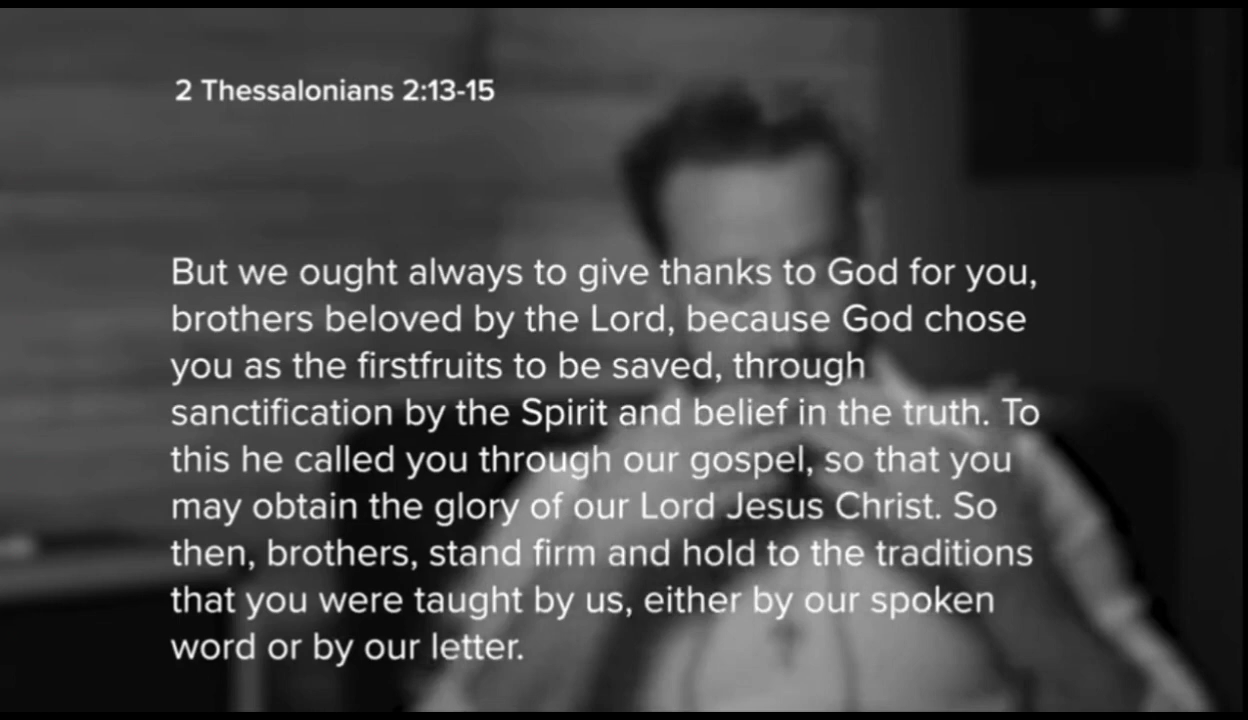 2 Thessalonians 2:13-15
But we ought always to give thanks to God for you,
brothers beloved by the Lord, because God chose
you as the firstfruits to be saved, through
sanctification by the Spirit and belief in the truth. To
this he called you through our gospel, so that you
may obtain the glory of our Lord Jesus Christ. So
then, brothers, stand firm and hold to the traditions
that you were taught by us, either by our spoken
word or by our letter.